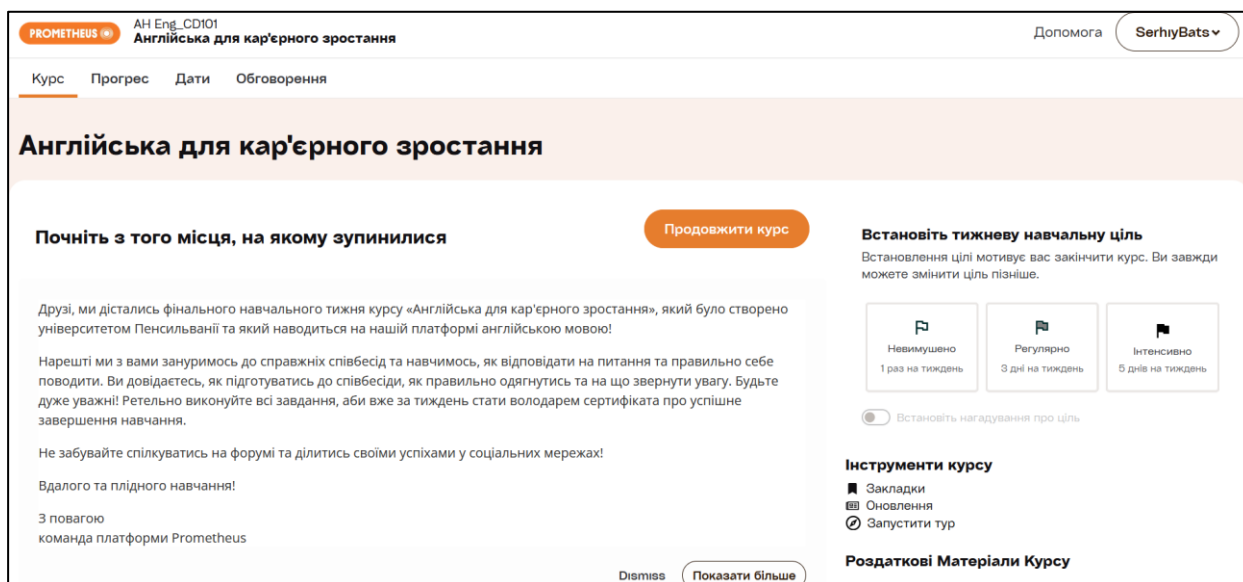 PROMETHEUS
AH Eng_CD101
Англійська для кар'єрного зростання
Допомога
SerhiyBats
Курс Прогрес Дати Обговорення
Англійська для кар'єрного зростання
Почніть з того місця, на якому зупинилися
Продовжити курс
Друзі, ми дістались фінального навчального тижня курсу «Англійська для кар'єрного зростання», який було створено
університетом Пенсильванії та який наводиться на нашій платформі англійською мовою!
Нарешті ми з вами зануримось до справжніх співбесід та навчимось, як відповідати на питання та правильно себе
поводити. Ви довідаєтесь, як підготуватись до співбесіди, як правильно одягнутись та на що звернути увагу. Будьте
дуже уважні! Ретельно виконуйте всі завдання, аби вже за тиждень стати володарем сертифіката про успішне
завершення навчання.
Не забувайте спілкуватись на форумі та ділитись своїми успіхами у соціальних мережах!
Вдалого та плідного навчання!
З повагою
команда платформи Prometheus
Dismiss
Показати більше
Встановіть тижневу навчальну ціль
Встановлення цілі мотивує вас закінчити курс. Ви завжди
можете змінити ціль пізніше.
Невимушено
1 раз на тиждень
Регулярно
3 дні на тиждень
Інтенсивно
5 днів на тиждень
Встановіть нагадування про ціль
Інструменти курсу
Закладки
Оновлення
Запустити тур
Роздаткові Матеріали Курсу